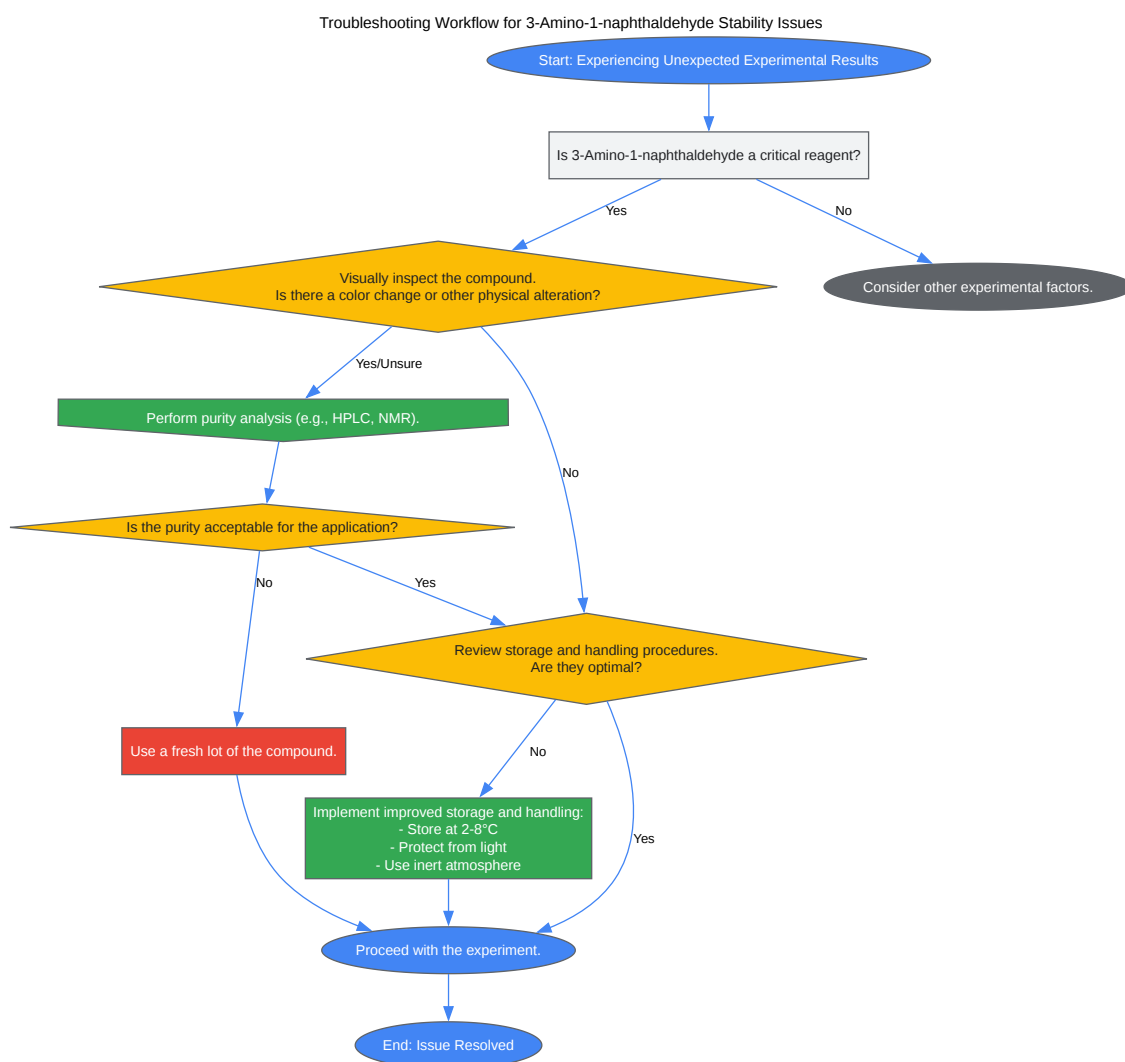 Troubleshooting Workflow for 3-Amino-1-naphthaldehyde Stability Issues
Start: Experiencing Unexpected Experimental Results
Is 3-Amino-1-naphthaldehyde a critical reagent?
Yes
No
Visually inspect the compound.
Is there a color change or other physical alteration?
Consider other experimental factors.
Yes/Unsure
Perform purity analysis (e.g., HPLC, NMR).
No
Is the purity acceptable for the application?
No
Yes
Review storage and handling procedures.
Are they optimal?
Use a fresh lot of the compound.
No
Implement improved storage and handling:
- Store at 2-8°C
- Protect from light
- Use inert atmosphere
Yes
Proceed with the experiment.
End: Issue Resolved